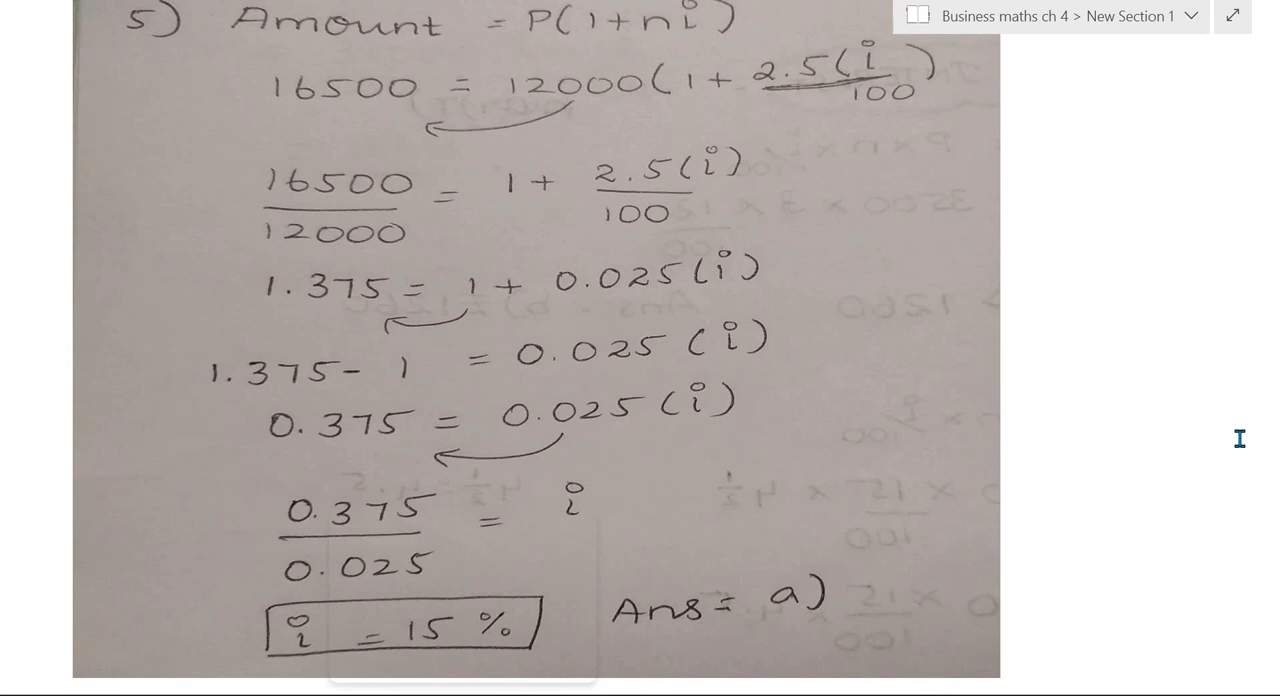 Business maths ch 4 > New Section 1
5) Amount = P(1+ni)
16500 = 12000(1+ 2.5(i / 100)
16500 / 12000 = 1+ 2.5(i) / 100
1.375 = 1+ 0.025(i)
1.375- 1 = 0.025(i)
0.375 = 0.025(i)
0.375 / 0.025 = i
i = 15 % Ans = a)